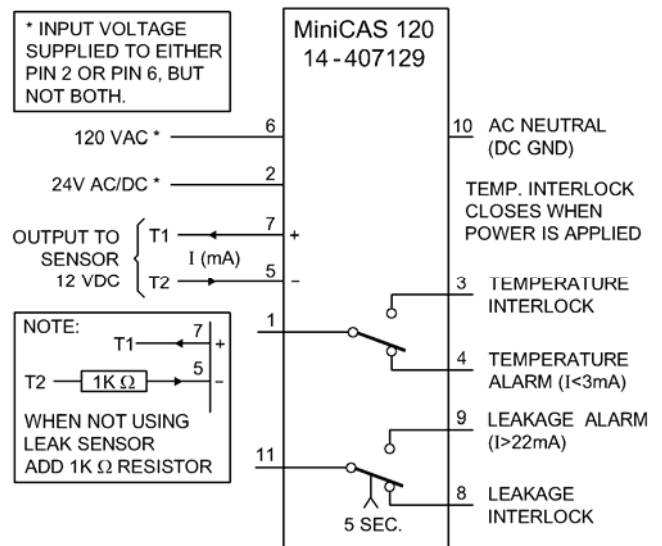 * INPUT VOLTAGE
SUPPLIED TO EITHER
PIN 2 OR PIN 6, BUT
NOT BOTH.
MiniCAS 120
14-407129
120 VAC *
6
10
AC NEUTRAL
(DC GND)
24V AC/DC *
2
TEMP. INTERLOCK
CLOSES WHEN
POWER IS APPLIED
OUTPUT TO
SENSOR
12 VDC
T1
7
+
I (mA)
T2
5
−
3
TEMPERATURE
INTERLOCK
1
4
TEMPERATURE
ALARM (I<3mA)
NOTE:
T1
7
+
T2
1K Ω
5
−
WHEN NOT USING
LEAK SENSOR
ADD 1K Ω RESISTOR
9
LEAKAGE ALARM
(I>22mA)
11
8
LEAKAGE
INTERLOCK
5 SEC.